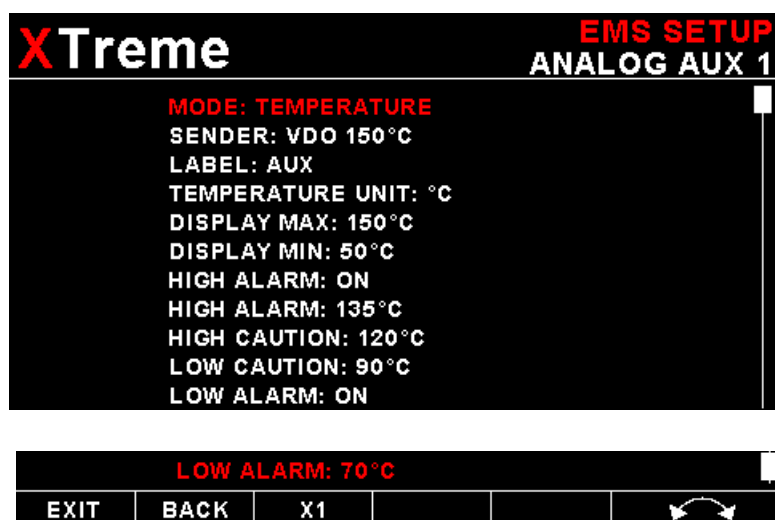 XTreme
EMS SETUP
ANALOG AUX 1
MODE: TEMPERATURE
SENDER: VDO 150°C
LABEL: AUX
TEMPERATURE UNIT: °C
DISPLAY MAX: 150°C
DISPLAY MIN: 50°C
HIGH ALARM: ON
HIGH ALARM: 135°C
HIGH CAUTION: 120°C
LOW CAUTION: 90°C
LOW ALARM: ON
LOW ALARM: 70°C
EXIT BACK X1